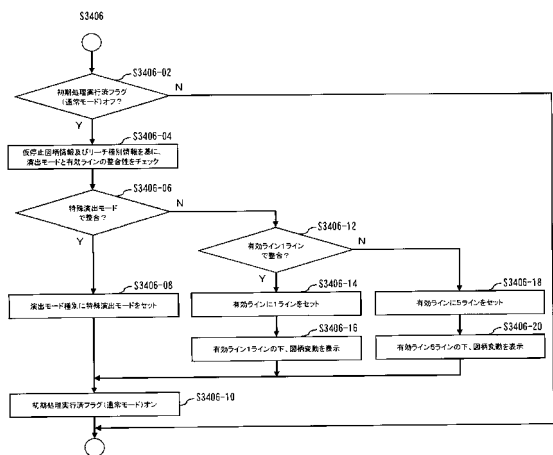 S3406
S3406-02
初期処理実行済フラグ
(通常モード)オフ?
N
Y
S3406-04
仮停止図柄情報及びリーチ種別情報を基に、
演出モードと有効ラインの整合性をチェック
S3406-06
特殊演出モード
で整合?
N
Y
S3406-12
有効ライン1ライン
で整合?
N
Y
S3406-08
演出モード種別に特殊演出モードをセット
S3406-14
有効ラインに1ラインをセット
S3406-18
有効ラインに5ラインをセット
S3406-16
有効ライン1ラインの下、図柄変動を表示
S3406-20
有効ライン5ラインの下、図柄変動を表示
S3406-10
初期処理実行済フラグ(通常モード)オン